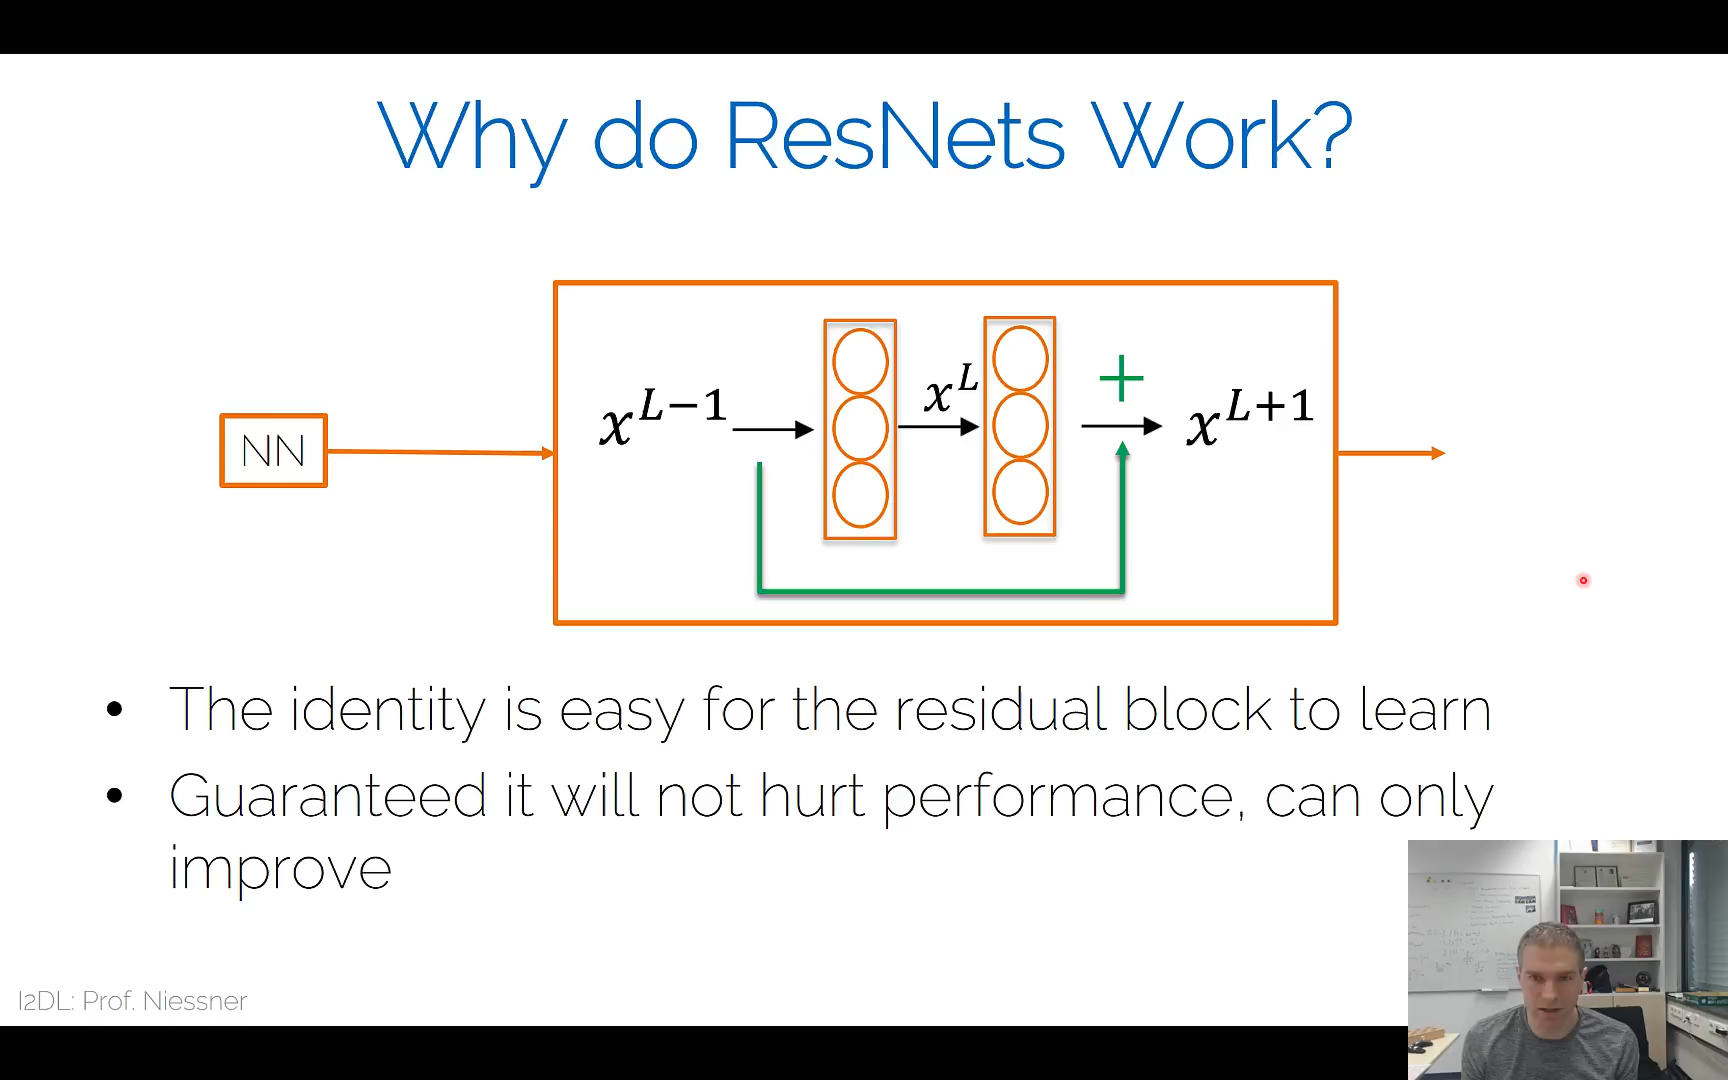 Why do ResNets Work?
NN
x^{L-1}
x^L
+
x^{L+1}
• The identity is easy for the residual block to learn
• Guaranteed it will not hurt performance, can only
improve
I2DL: Prof. Niessner